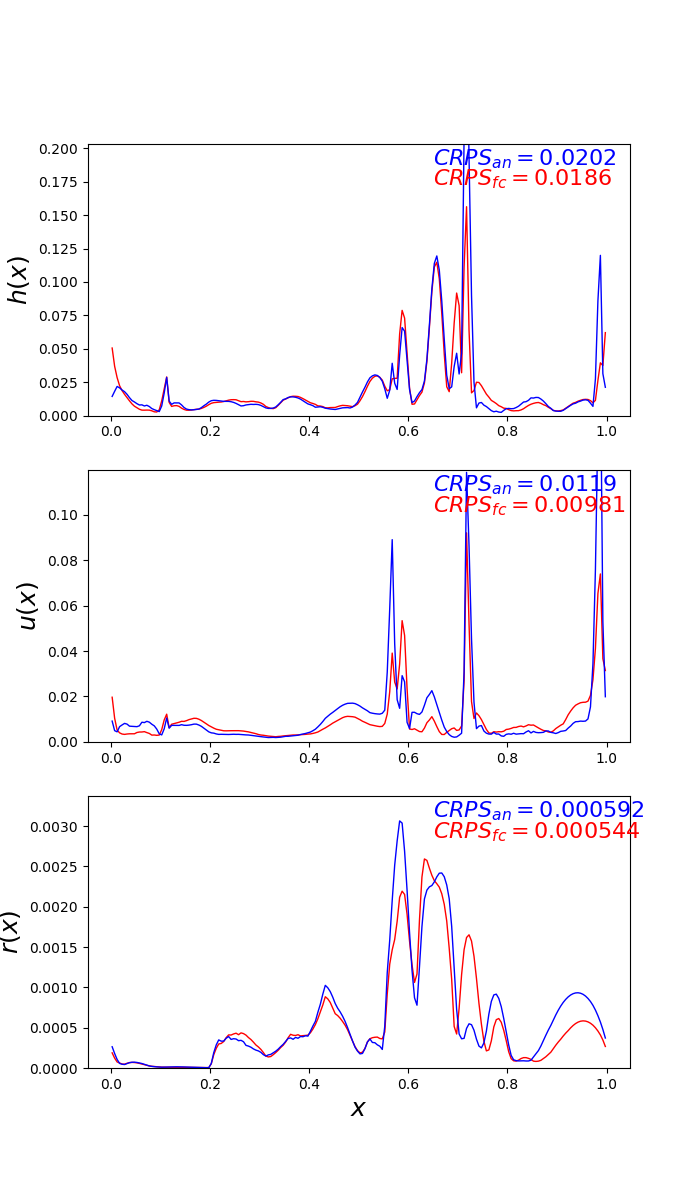 CRPS_an = 0.0202
CRPS_fc = 0.0186
h(x)
0.200
0.175
0.150
0.125
0.100
0.075
0.050
0.025
0.000
0.0 0.2 0.4 0.6 0.8 1.0
CRPS_an = 0.0119
CRPS_fc = 0.00981
u(x)
0.10
0.08
0.06
0.04
0.02
0.00
0.0 0.2 0.4 0.6 0.8 1.0
CRPS_an = 0.000592
CRPS_fc = 0.000544
r(x)
0.0030
0.0025
0.0020
0.0015
0.0010
0.0005
0.0000
0.0 0.2 0.4 0.6 0.8 1.0
x